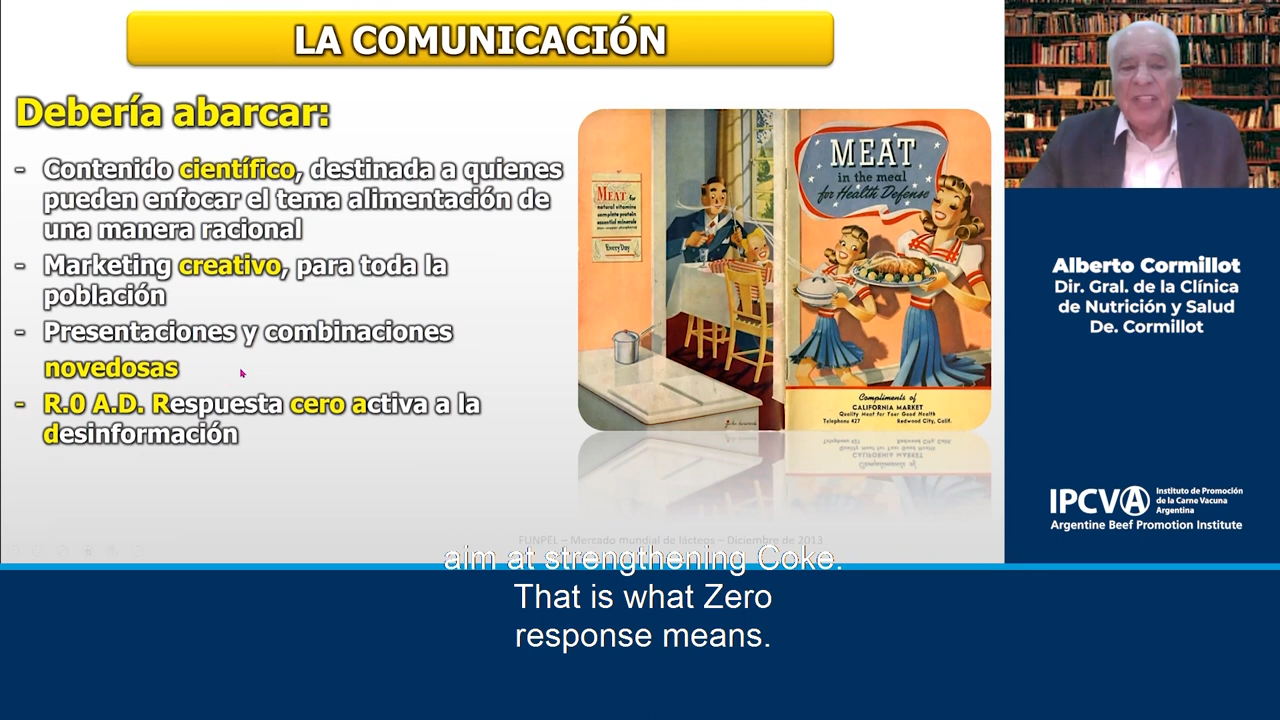 LA COMUNICACIÓN
Debería abarcar:
- Contenido científico, destinada a quienes
pueden enfocar el tema alimentación de
una manera racional
- Marketing creativo, para toda la
población
- Presentaciones y combinaciones
novedosas
- R.0 A.D. Respuesta cero activa a la
desinformación
MEAT for
natural vitamins
complete protein
essential minerals
Every Day
MEAT
in the meal
for Health Defense
Compliments of
CALIFORNIA MARKET
Quality Meat for Your Good Health
Telephone 427 Redwood City, Calif.
FUNPEL – Mercado mundial de lácteos – Diciembre de 2013
Alberto Cormillot
Dir. Gral. de la Clínica
de Nutrición y Salud
De. Cormillot
IPCVA
Instituto de Promoción
de la Carne Vacuna
Argentina
Argentine Beef Promotion Institute
aim at strengthening Coke.
That is what Zero
response means.